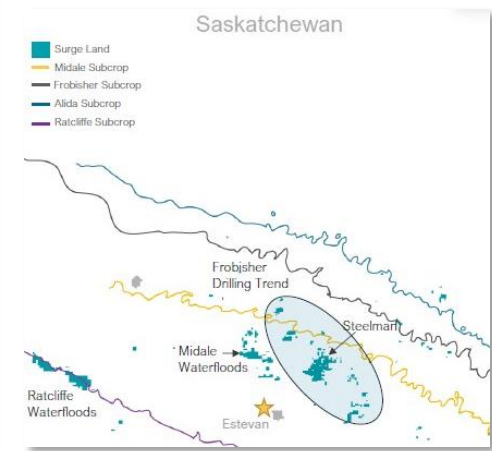 Saskatchewan
Surge Land
Midale Subcrop
Frobisher Subcrop
Alida Subcrop
Ratcliffe Subcrop
Frobisher
Drilling Trend
Steelman
Midale
Waterfloods
Ratcliffe
Waterfloods
Estevan